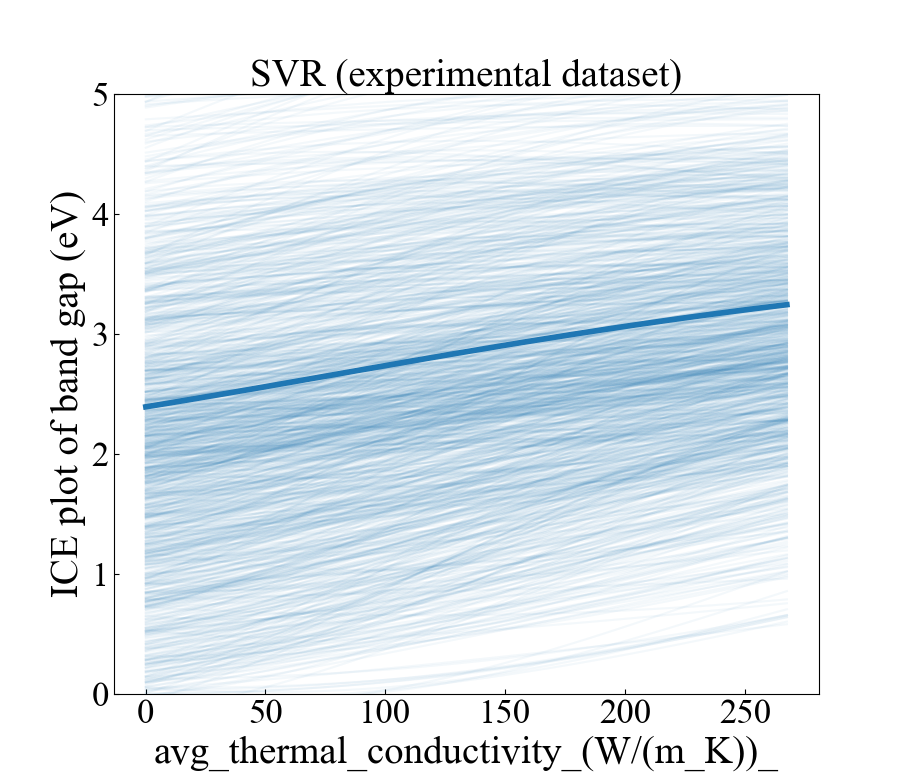 SVR (experimental dataset)
ICE plot of band gap (eV)
5
4
3
2
1
0
0 50 100 150 200 250
avg_thermal_conductivity_(W/(m_K))_